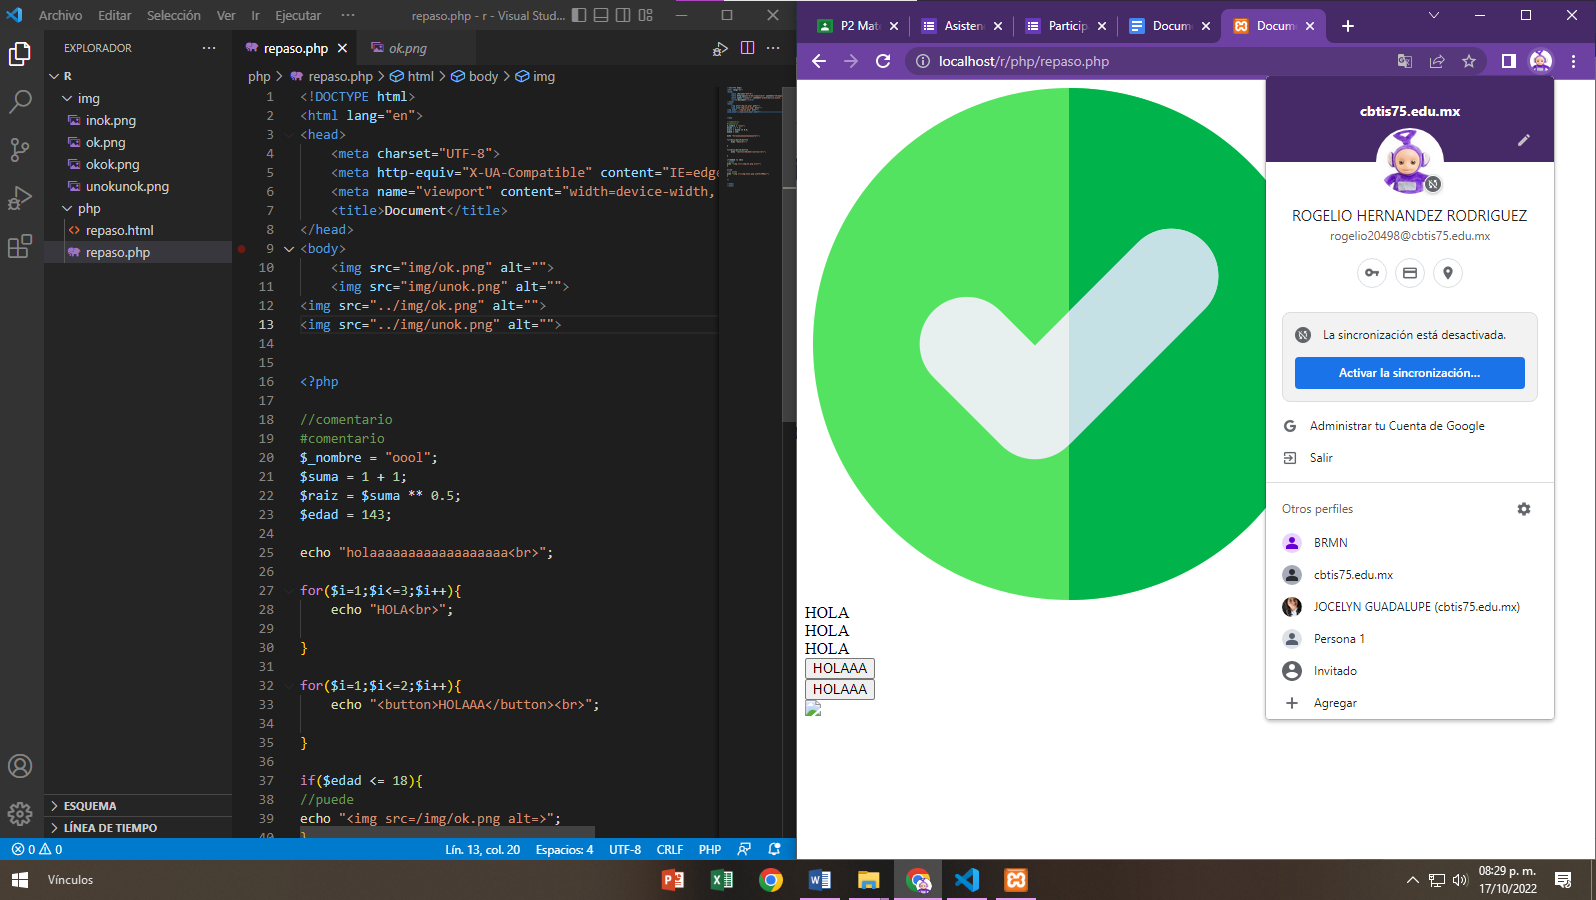 Archivo Editar Selección Ver Ir Ejecutar ··· repaso.php - r - Visual Stud...
EXPLORADOR ···
R
img
inok.png
ok.png
okok.png
unokunok.png
php
repaso.html
repaso.php
ESQUEMA
LÍNEA DE TIEMPO
repaso.php ok.png
php > repaso.php > html > body > img
1 <!DOCTYPE html>
2 <html lang="en">
3 <head>
4 <meta charset="UTF-8">
5 <meta http-equiv="X-UA-Compatible" content="IE=edge
6 <meta name="viewport" content="width=device-width,
7 <title>Document</title>
8 </head>
9 <body>
10 <img src="img/ok.png" alt="">
11 <img src="img/unok.png" alt="">
12 <img src="../img/ok.png" alt="">
13 <img src="../img/unok.png" alt="">
14
15
16 <?php
17
18 //comentario
19 #comentario
20 $_nombre = "oool";
21 $suma = 1 + 1;
22 $raiz = $suma ** 0.5;
23 $edad = 143;
24
25 echo "holaaaaaaaaaaaaaaaaaaa<br>";
26
27 for($i=1;$i<=3;$i++){
28 echo "HOLA<br>";
29
30 }
31
32 for($i=1;$i<=2;$i++){
33 echo "<button>HOLAAA</button><br>";
34
35 }
36
37 if($edad <= 18){
38 //puede
39 echo "<img src=/img/ok.png alt=>";
40 }
0 0 Lín. 13, col. 20 Espacios: 4 UTF-8 CRLF PHP
P2 Mate Asistenc Particip Docum Docum
localhost/r/php/repaso.php
HOLA
HOLA
HOLA
HOLAAA
HOLAAA
cbtis75.edu.mx
ROGELIO HERNANDEZ RODRIGUEZ
rogelio20498@cbtis75.edu.mx
La sincronización está desactivada.
Activar la sincronización...
Administrar tu Cuenta de Google
Salir
Otros perfiles
BRMN
cbtis75.edu.mx
JOCELYN GUADALUPE (cbtis75.edu.mx)
Persona 1
Invitado
Agregar
Vínculos
08:29 p. m.
17/10/2022